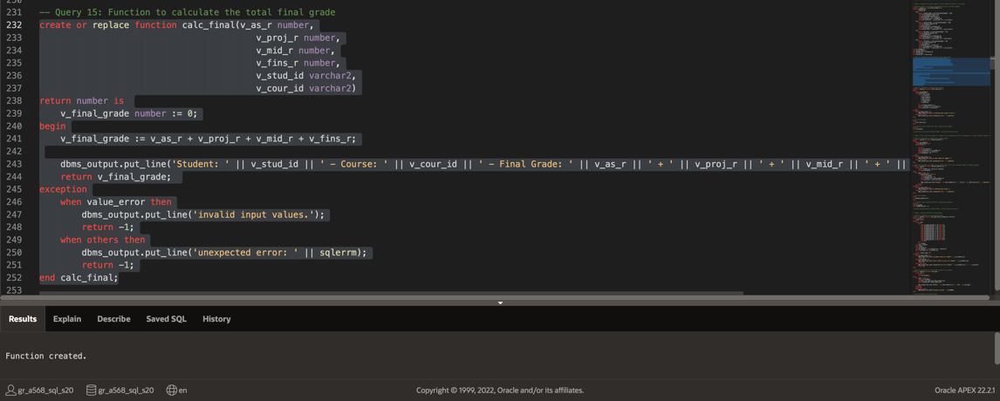 230
231 -- Query 15: Function to calculate the total final grade
232 create or replace function calc_final(v_as_r number,
233 v_proj_r number,
234 v_mid_r number,
235 v_fins_r number,
236 v_stud_id varchar2,
237 v_cour_id varchar2)
238 return number is
239 v_final_grade number := 0;
240 begin
241 v_final_grade := v_as_r + v_proj_r + v_mid_r + v_fins_r;
242
243 dbms_output.put_line('Student: ' || v_stud_id || ' - Course: ' || v_cour_id || ' - Final Grade: ' || v_as_r || ' + ' || v_proj_r || ' + ' || v_mid_r || ' + ' ||
244 return v_final_grade;
245 exception
246 when value_error then
247 dbms_output.put_line('invalid input values.');
248 return -1;
249 when others then
250 dbms_output.put_line('unexpected error: ' || sqlerrm);
251 return -1;
252 end calc_final;
253
Results Explain Describe Saved SQL History
Function created.
gr_a568_sql_s20 gr_a568_sql_s20 en Copyright © 1999, 2022, Oracle and/or its affiliates. Oracle APEX 22.2.1